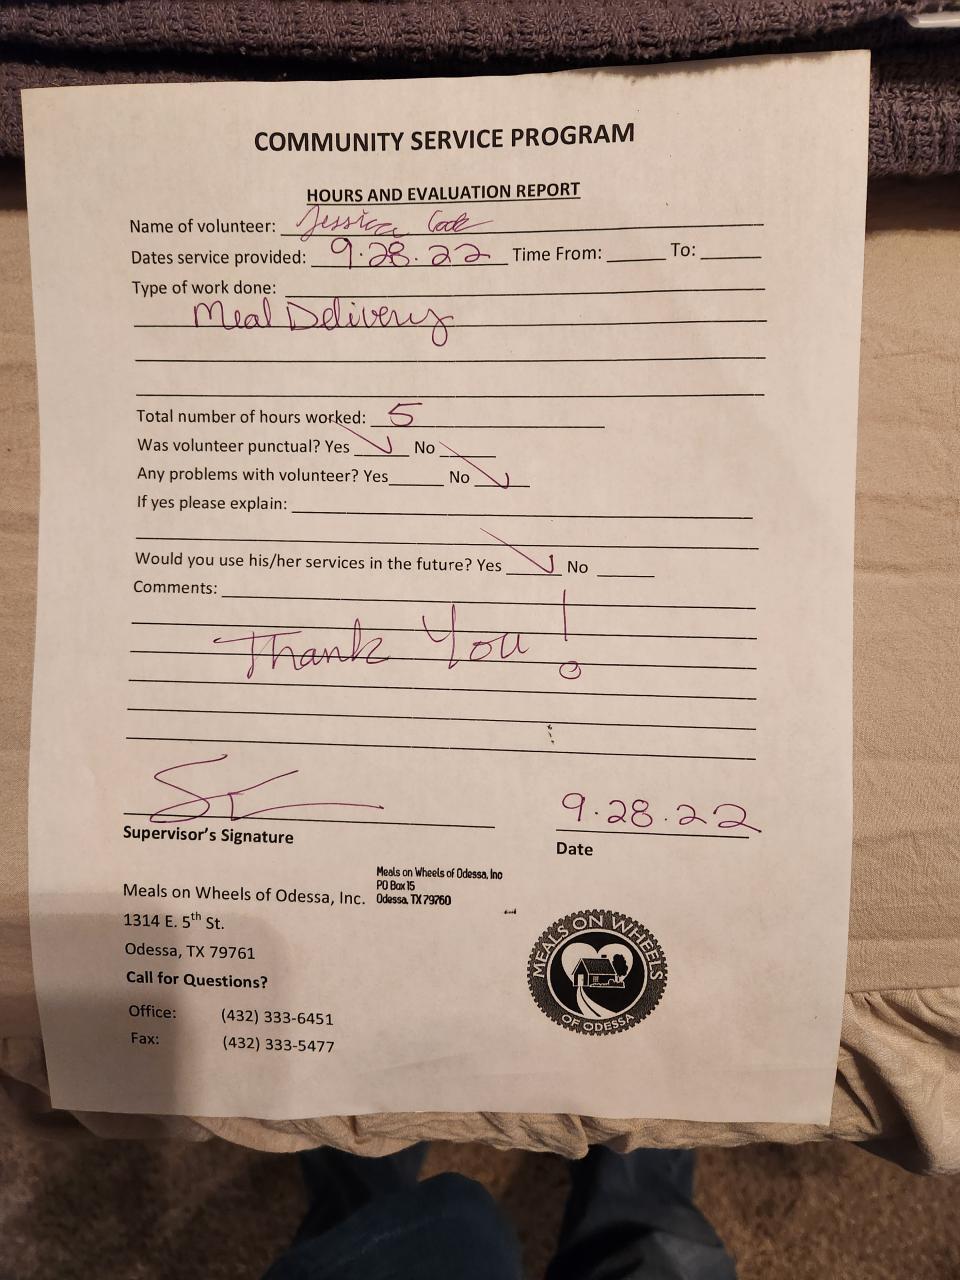 COMMUNITY SERVICE PROGRAM
HOURS AND EVALUATION REPORT
Name of volunteer: Jessica
Dates service provided: 9.28.22 Time From: ______ To: ______
Type of work done:
Meal Delivery
Total number of hours worked: 5
Was volunteer punctual? Yes ✓ No ______
Any problems with volunteer? Yes ______ No ✓
If yes please explain:
Would you use his/her services in the future? Yes ✓ No ______
Comments:
Thank You!
Supervisor's Signature
9.28.22
Date
Meals on Wheels of Odessa, Inc.
1314 E. 5th St.
Odessa, TX 79761
Call for Questions?
Office: (432) 333-6451
Fax: (432) 333-5477
Meals on Wheels of Odessa, Inc
PO Box 15
Odessa, TX 79760
MEALS ON WHEELS
OF ODESSA